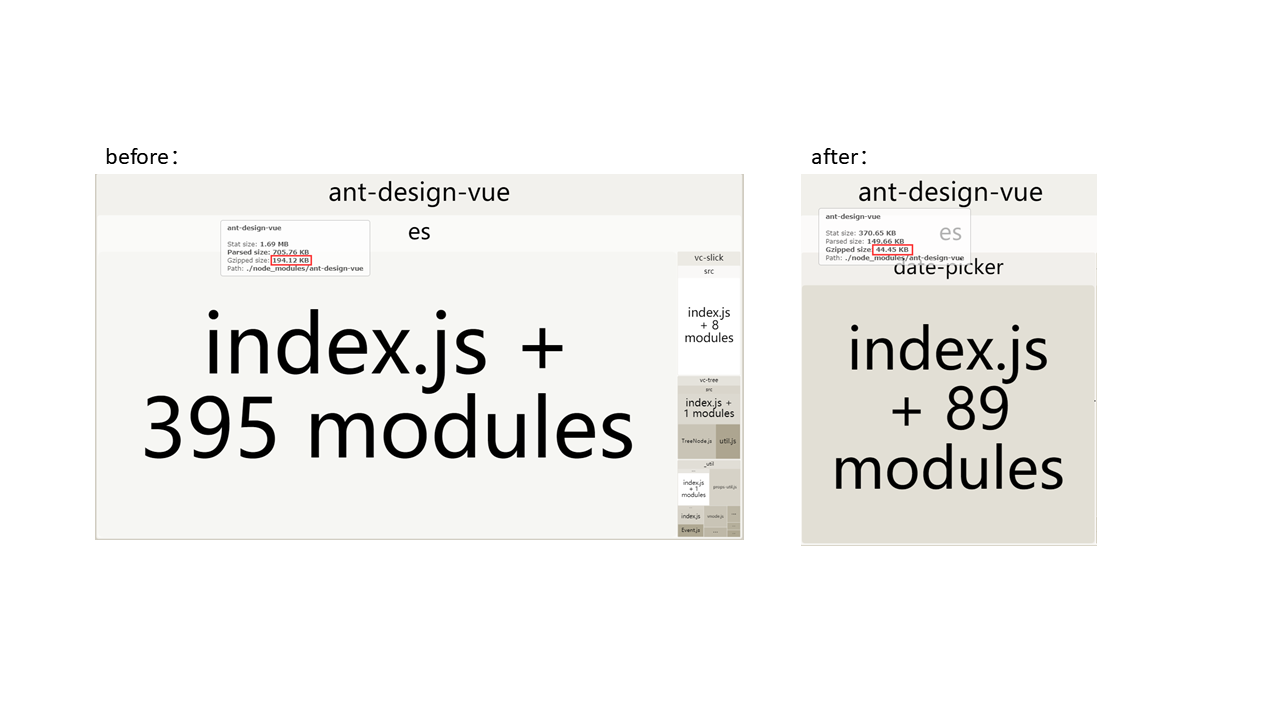 before：
ant-design-vue
es
ant-design-vue
Stat size: 1.69 MB
Parsed size: 705.76 KB
Gzipped size: 194.12 KB
Path: ./node_modules/ant-design-vue
index.js +
395 modules
vc-slick
src
index.js
+ 8
modules
vc-tree
src
index.js +
1 modules
TreeNode.js
util.js
_util
index.js
+ 1
modules
props-util.js
index.js
vnode.js
...
Event.js
...
after：
ant-design-vue
es
ant-design-vue
Stat size: 370.65 KB
Parsed size: 149.66 KB
Gzipped size: 44.45 KB
Path: ./node_modules/ant-design-vue
date-picker
index.js
+ 89
modules